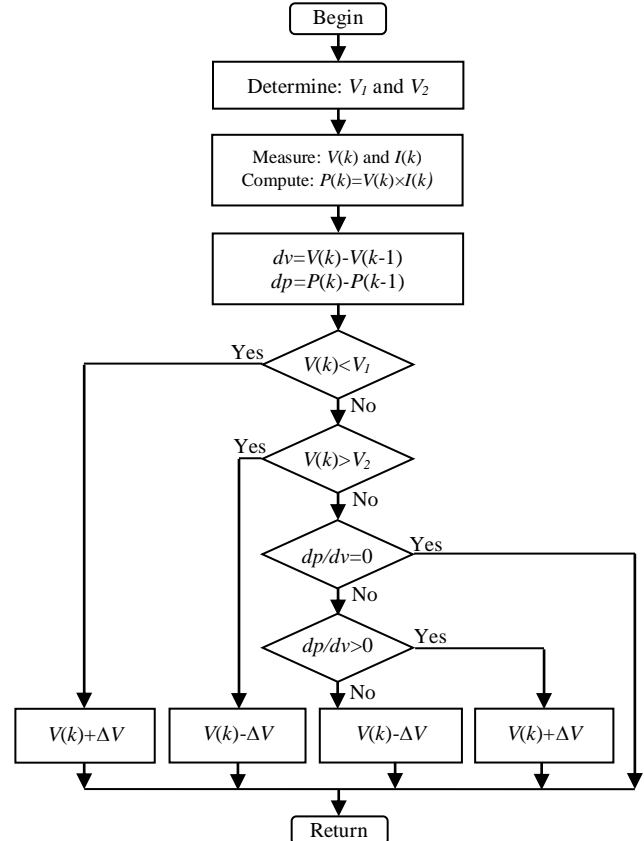 Begin
Determine: V₁ and V₂
Measure: V(k) and I(k)
Compute: P(k)=V(k)×I(k)
dv=V(k)-V(k-1)
dp=P(k)-P(k-1)
Yes
V(k)<V₁
No
Yes
V(k)>V₂
No
dp/dv=0
Yes
No
dp/dv>0
Yes
No
V(k)+ΔV
V(k)-ΔV
V(k)-ΔV
V(k)+ΔV
Return